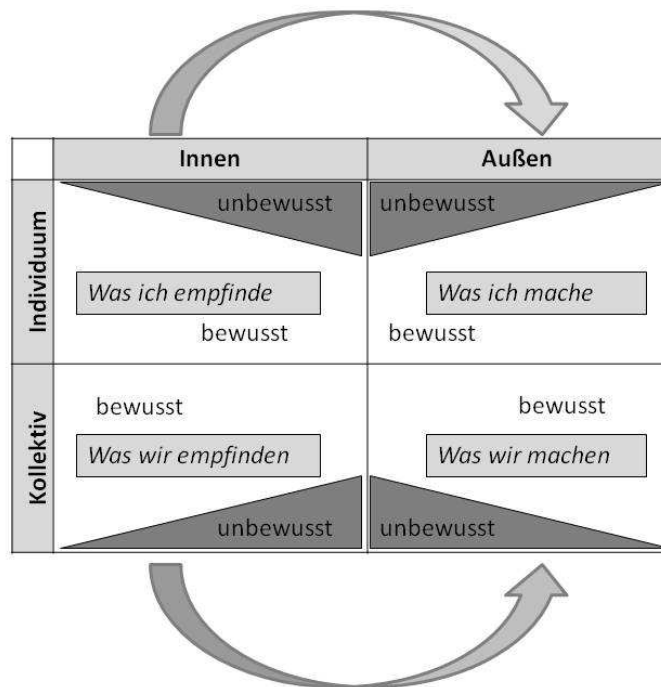 Innen
Außen
Individuum
unbewusst
unbewusst
Was ich empfinde
Was ich mache
bewusst
bewusst
Kollektiv
bewusst
bewusst
Was wir empfinden
Was wir machen
unbewusst
unbewusst